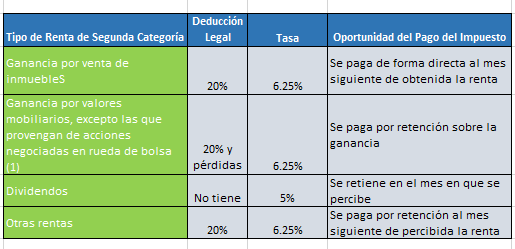 Tipo de Renta de Segunda Categoría
Deducción
Legal
Tasa
Oportunidad del Pago del Impuesto
Ganancia por venta de
inmuebleS
20%
6.25%
Se paga de forma directa al mes
siguiente de obtenida la renta
Ganancia por valores
mobiliarios, excepto las que
provengan de acciones
negociadas en rueda de bolsa
(1)
20% y
pérdidas
6.25%
Se paga por retención sobre la
ganancia
Dividendos
No tiene
5%
Se retiene en el mes en que se
percibe
Otras rentas
20%
6.25%
Se paga por retención al mes
siguiente de percibida la renta